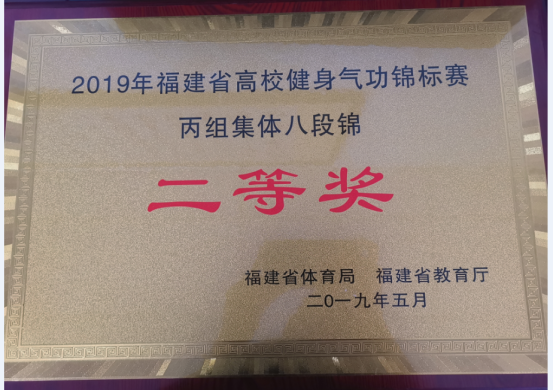 2019年福建省高校健身气功锦标赛
丙组集体八段锦
二等奖
福建省体育局 福建省教育厅
二0一九年五月